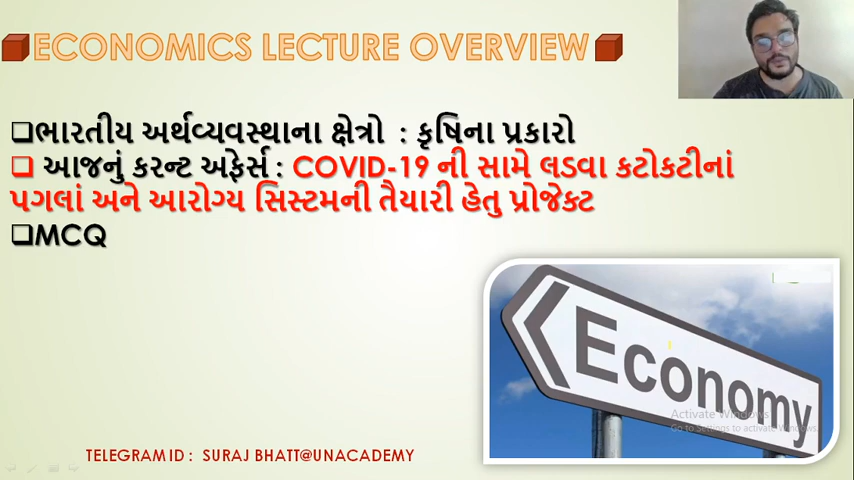 ECONOMICS LECTURE OVERVIEW
ભારતીય અર્થવ્યવસ્થાના ક્ષેત્રો : કૃષિના પ્રકારો
આજનું કરન્ટ અફેર્સ : COVID-19 ની સામે લડવા કટોકટીનાં
પગલાં અને આરોગ્ય સિસ્ટમની તૈયારી હેતુ પ્રોજેક્ટ
MCQ
Economy
Activate Windows
Go to Settings to activate Windows.
TELEGRAM ID : SURAJ BHATT@UNACADEMY